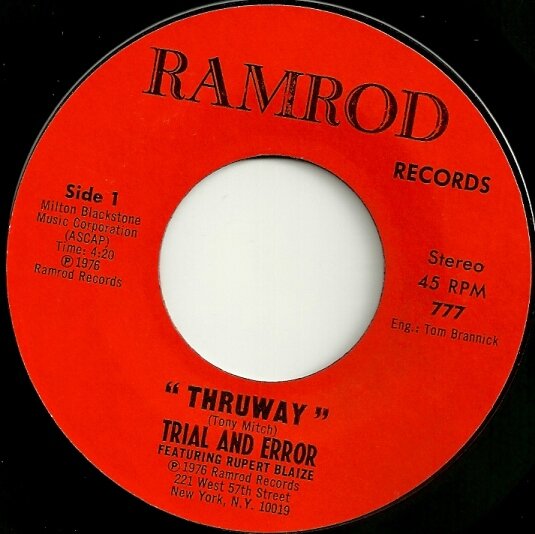 RAMROD
RECORDS
Side 1
Milton Blackstone
Music Corporation
(ASCAP)
Time: 4:20
℗ 1976
Ramrod Records
Stereo
45 RPM
777
Eng.: Tom Brannick
“ THRUWAY ”
(Tony Mitch)
TRIAL AND ERROR
FEATURING RUPERT BLAIZE
℗ 1976 Ramrod Records
221 West 57th Street
New York, N.Y. 10019